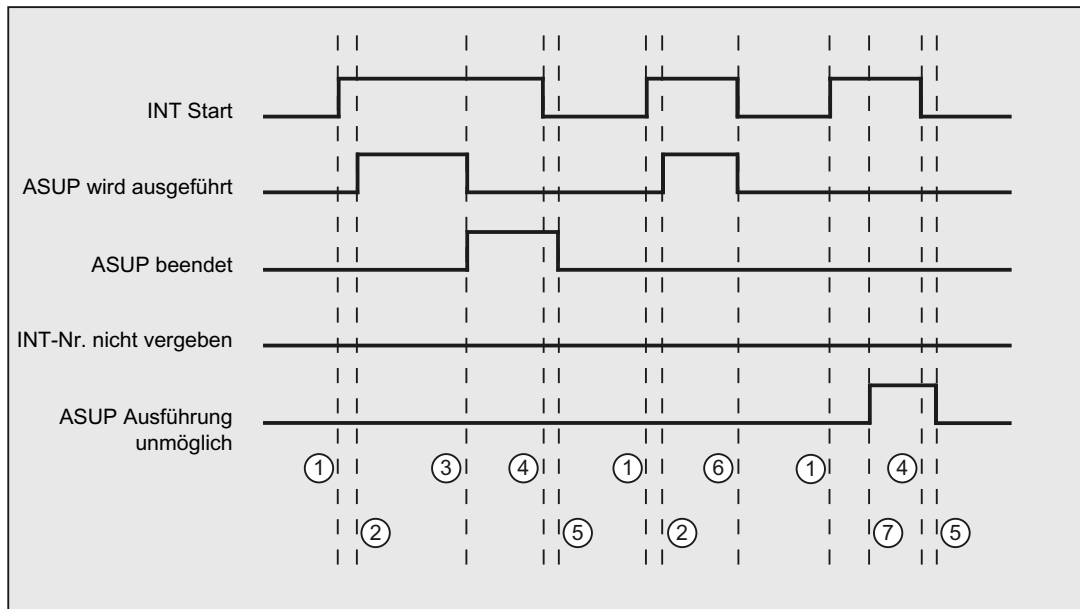 INT Start
ASUP wird ausgeführt
ASUP beendet
INT-Nr. nicht vergeben
ASUP Ausführung
unmöglich
1 3 4 1 6 1 4
2 5 2 7 5